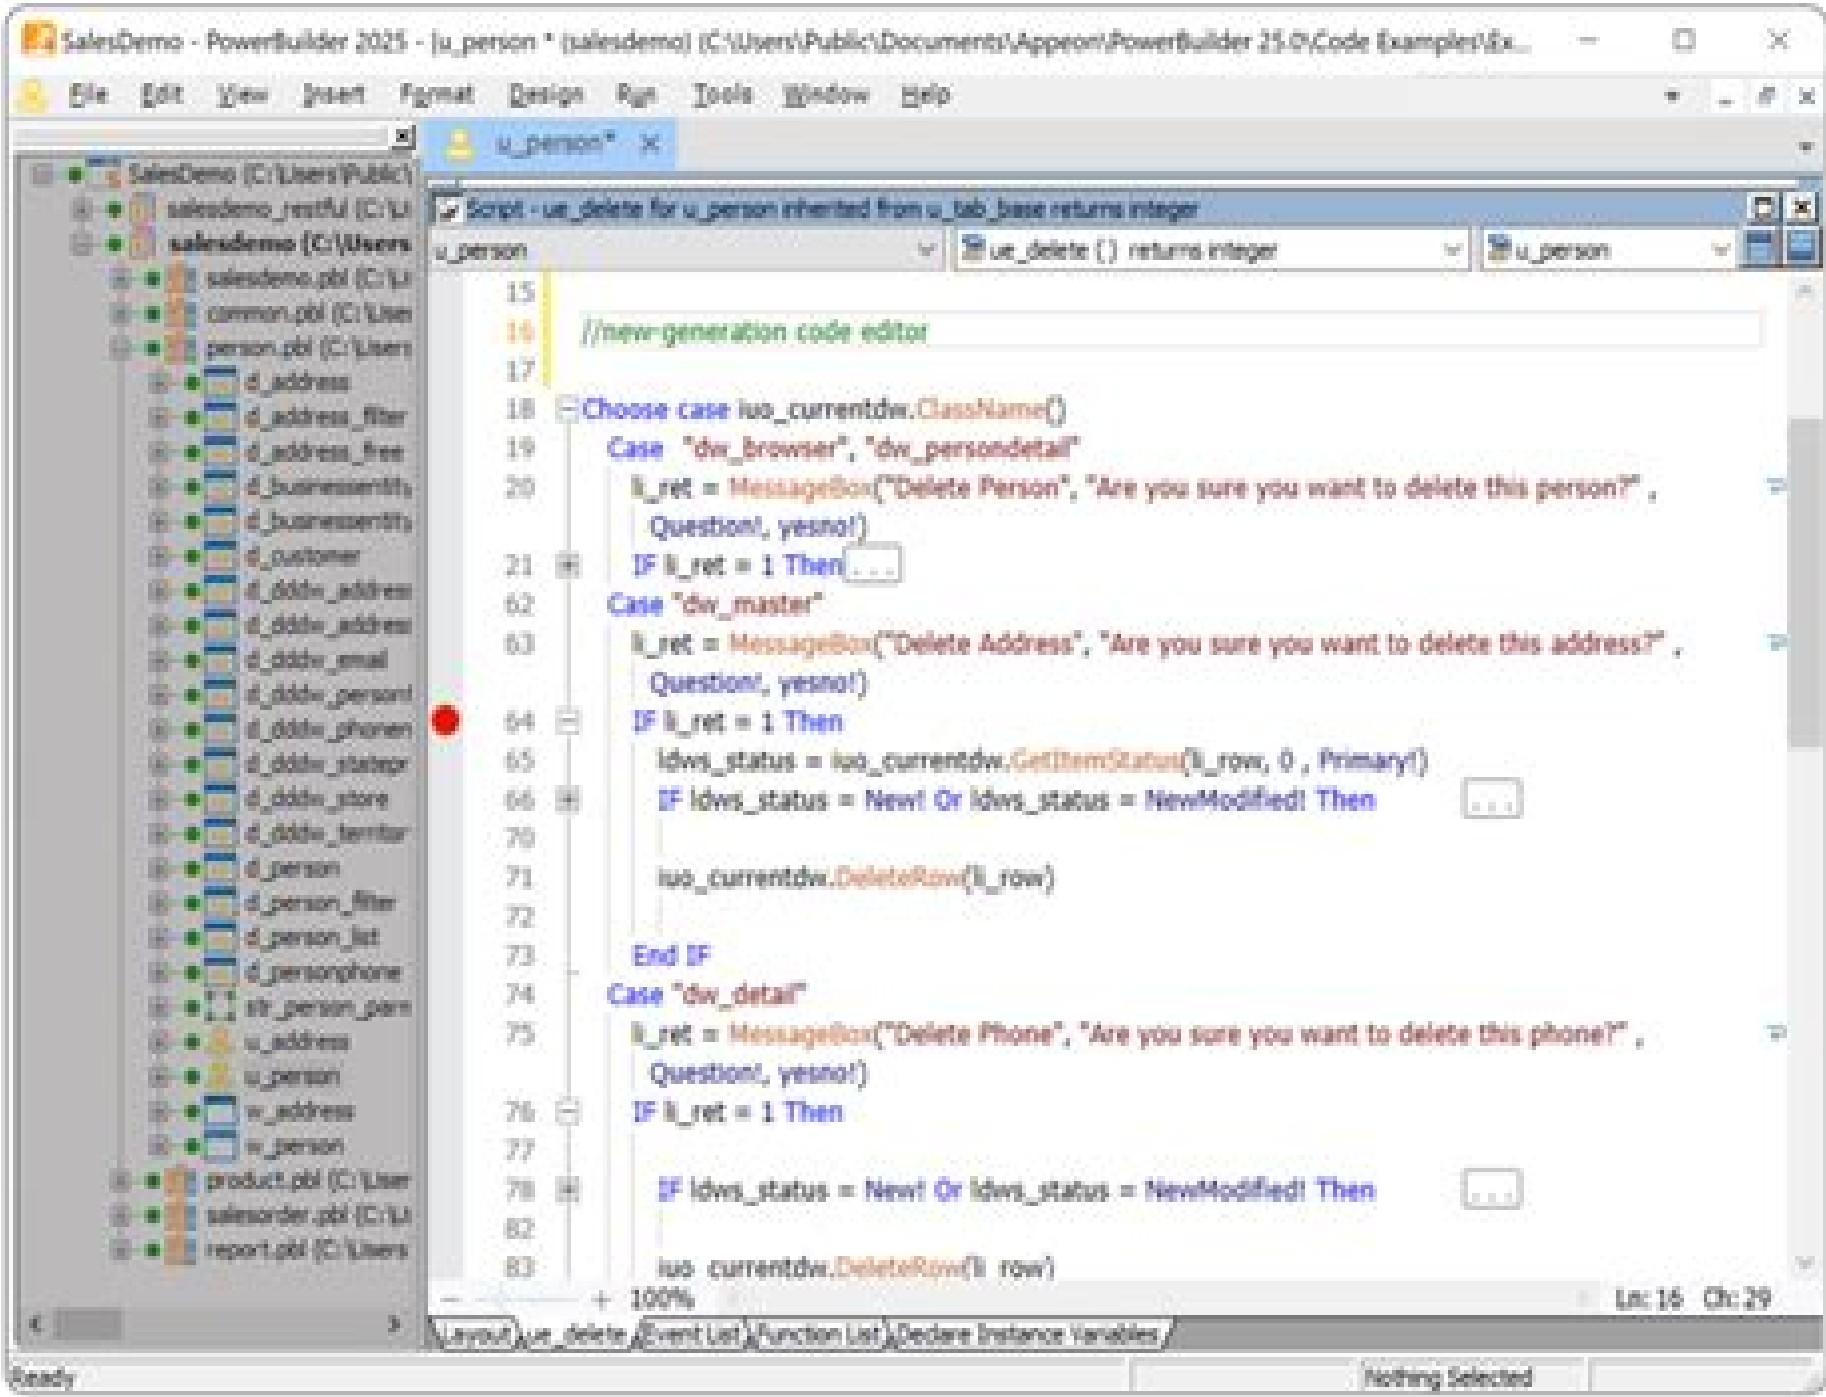 SalesDemo - PowerBuilder 2025 - [u_person * (salesdemo) (C:\Users\Public\Documents\Appeon\PowerBuilder 25.0\Code Examples\Ex...
File Edit View Insert Format Design Run Tools Window Help
u_person*
SalesDemo (C:\Users\Public\
salesdemo_restful (C:\U
salesdemo (C:\Users
salesdemo.pbl (C:\U
common.pbl (C:\User
person.pbl (C:\Users
d_address
d_address_filter
d_address_free
d_businessentity
d_businessentity
d_customer
d_dddw_address
d_dddw_address
d_dddw_email
d_dddw_person
d_dddw_phonen
d_dddw_statepr
d_dddw_store
d_dddw_territor
d_person
d_person_filter
d_person_list
d_personphone
str_person_parm
u_address
u_person
w_address
w_person
product.pbl (C:\User
salesorder.pbl (C:\U
report.pbl (C:\Users
Script - ue_delete for u_person inherited from u_tab_base returns integer
u_person ue_delete ( ) returns integer u_person
15
16 //new-generation code editor
17
18 Choose case iuo_currentdw.ClassName()
19 Case "dw_browser", "dw_persondetail"
20 li_ret = MessageBox("Delete Person", "Are you sure you want to delete this person?" ,
Question!, yesno!)
21 IF li_ret = 1 Then ...
62 Case "dw_master"
63 li_ret = MessageBox("Delete Address", "Are you sure you want to delete this address?" ,
Question!, yesno!)
64 IF li_ret = 1 Then
65 ldws_status = iuo_currentdw.GetItemStatus(li_row, 0 , Primary!)
66 IF ldws_status = New! Or ldws_status = NewModified! Then ...
70
71 iuo_currentdw.DeleteRow(li_row)
72
73 End IF
74 Case "dw_detail"
75 li_ret = MessageBox("Delete Phone", "Are you sure you want to delete this phone?" ,
Question!, yesno!)
76 IF li_ret = 1 Then
77
78 IF ldws_status = New! Or ldws_status = NewModified! Then ...
82
83 iuo_currentdw.DeleteRow(li_row)
100% Ln: 16 Ch: 29
Layout ue_delete Event List Function List Declare Instance Variables
Ready Nothing Selected